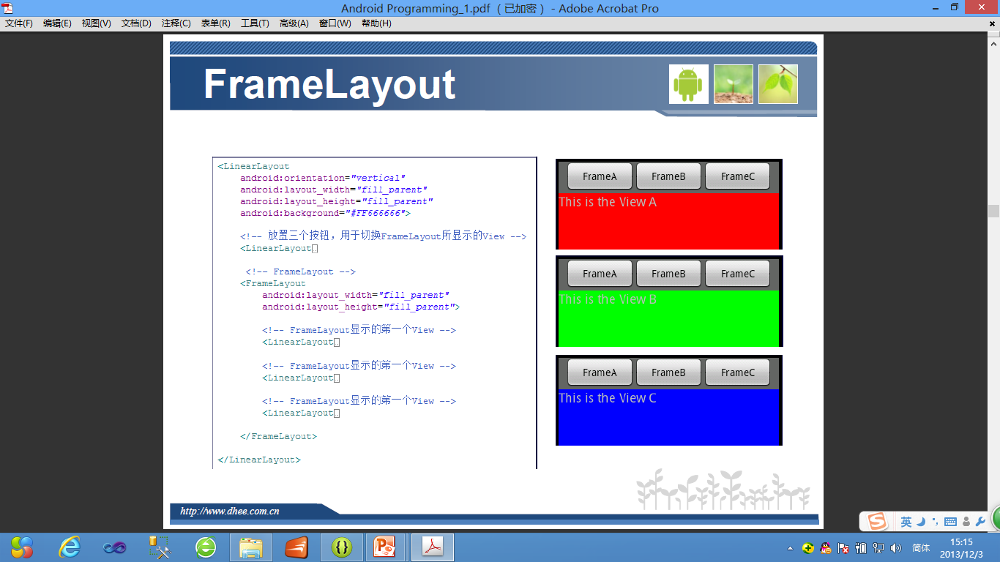 Android Programming_1.pdf （已加密） - Adobe Acrobat Pro
文件(F) 编辑(E) 视图(V) 文档(D) 注释(C) 表单(R) 工具(T) 高级(A) 窗口(W) 帮助(H)
FrameLayout
<LinearLayout
android:orientation="vertical"
android:layout_width="fill_parent"
android:layout_height="fill_parent"
android:background="#FF666666">
<!-- 放置三个按钮，用于切换FrameLayout所显示的View -->
<LinearLayout
<!-- FrameLayout -->
<FrameLayout
android:layout_width="fill_parent"
android:layout_height="fill_parent">
<!-- FrameLayout显示的第一个View -->
<LinearLayout
<!-- FrameLayout显示的第一个View -->
<LinearLayout
<!-- FrameLayout显示的第一个View -->
<LinearLayout
</FrameLayout>
</LinearLayout>
FrameA FrameB FrameC
This is the View A
FrameA FrameB FrameC
This is the View B
FrameA FrameB FrameC
This is the View C
http://www.dhee.com.cn
英
简体
15:15
2013/12/3